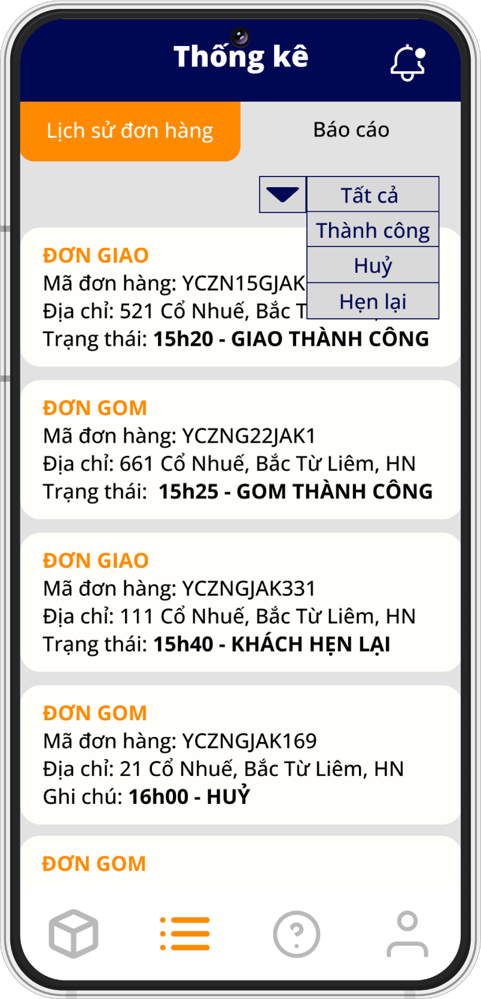 Thống kê
Lịch sử đơn hàng
Báo cáo
Tất cả
Thành công
Huỷ
Hẹn lại
ĐƠN GIAO
Mã đơn hàng: YCZN15GJAK
Địa chỉ: 521 Cổ Nhuế, Bắc T
Trạng thái: 15h20 - GIAO THÀNH CÔNG
ĐƠN GOM
Mã đơn hàng: YCZNG22JAK1
Địa chỉ: 661 Cổ Nhuế, Bắc Từ Liêm, HN
Trạng thái: 15h25 - GOM THÀNH CÔNG
ĐƠN GIAO
Mã đơn hàng: YCZNGJAK331
Địa chỉ: 111 Cổ Nhuế, Bắc Từ Liêm, HN
Trạng thái: 15h40 - KHÁCH HẸN LẠI
ĐƠN GOM
Mã đơn hàng: YCZNGJAK169
Địa chỉ: 21 Cổ Nhuế, Bắc Từ Liêm, HN
Ghi chú: 16h00 - HUỶ
ĐƠN GOM